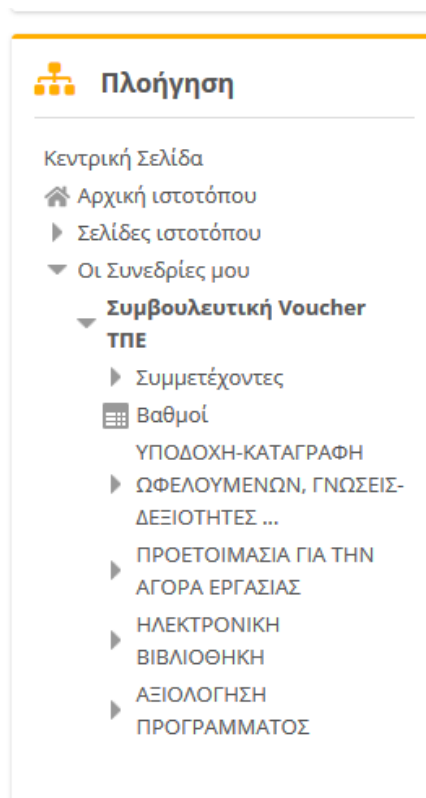 Πλοήγηση
Κεντρική Σελίδα
Αρχική ιστοτόπου
Σελίδες ιστοτόπου
Οι Συνεδρίες μου
Συμβουλευτική Voucher
ΤΠΕ
Συμμετέχοντες
Βαθμοί
ΥΠΟΔΟΧΗ-ΚΑΤΑΓΡΑΦΗ
ΩΦΕΛΟΥΜΕΝΩΝ, ΓΝΩΣΕΙΣ-
ΔΕΞΙΟΤΗΤΕΣ ...
ΠΡΟΕΤΟΙΜΑΣΙΑ ΓΙΑ ΤΗΝ
ΑΓΟΡΑ ΕΡΓΑΣΙΑΣ
ΗΛΕΚΤΡΟΝΙΚΗ
ΒΙΒΛΙΟΘΗΚΗ
ΑΞΙΟΛΟΓΗΣΗ
ΠΡΟΓΡΑΜΜΑΤΟΣ